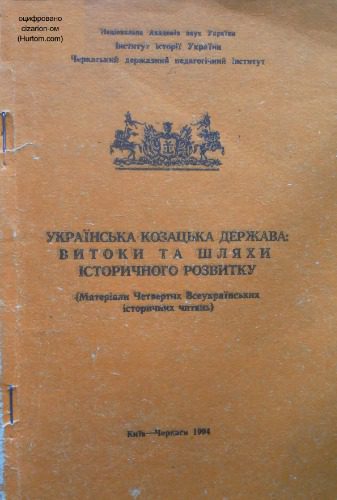 оцифровано
cizarion-ом
(Hurtom.com)
Національна Академія наук України
Інститут історії України
Черкаський державний педагогічний інститут
УКРАЇНСЬКА КОЗАЦЬКА ДЕРЖАВА:
ВИТОКИ ТА ШЛЯХИ
ІСТОРИЧНОГО РОЗВИТКУ
(Матеріали Четвертих Всеукраїнських
історичних читань)
Київ—Черкаси 1994